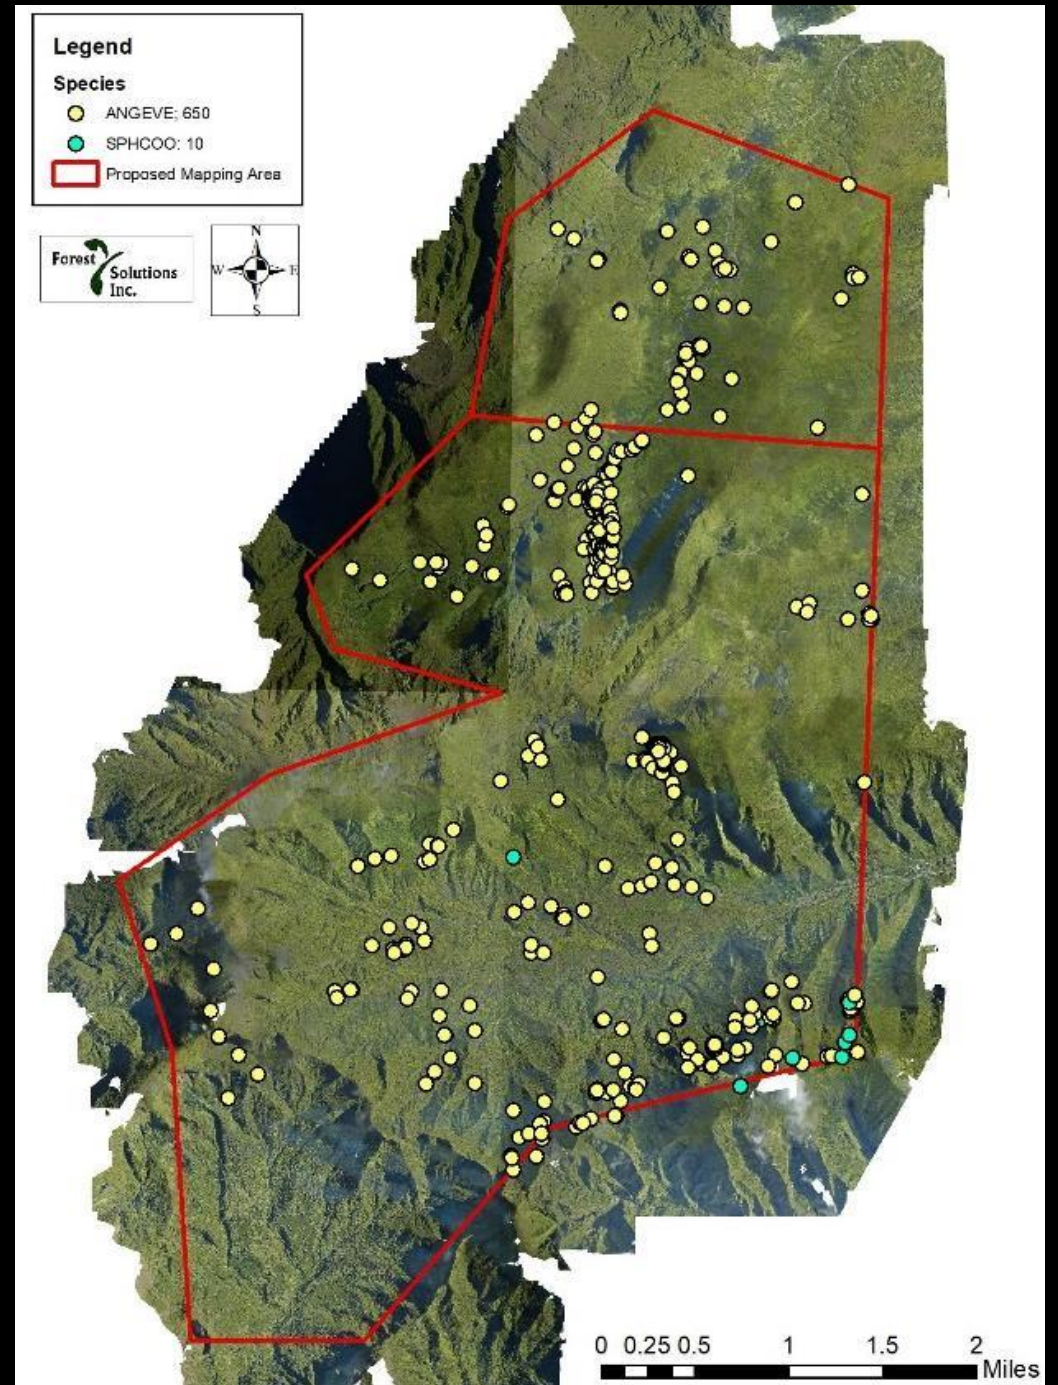 Legend
Species
ANGEVE; 650
SPHCOO: 10
Proposed Mapping Area
Forest Solutions Inc.
N
W E
S
0 0.25 0.5 1 1.5 2 Miles